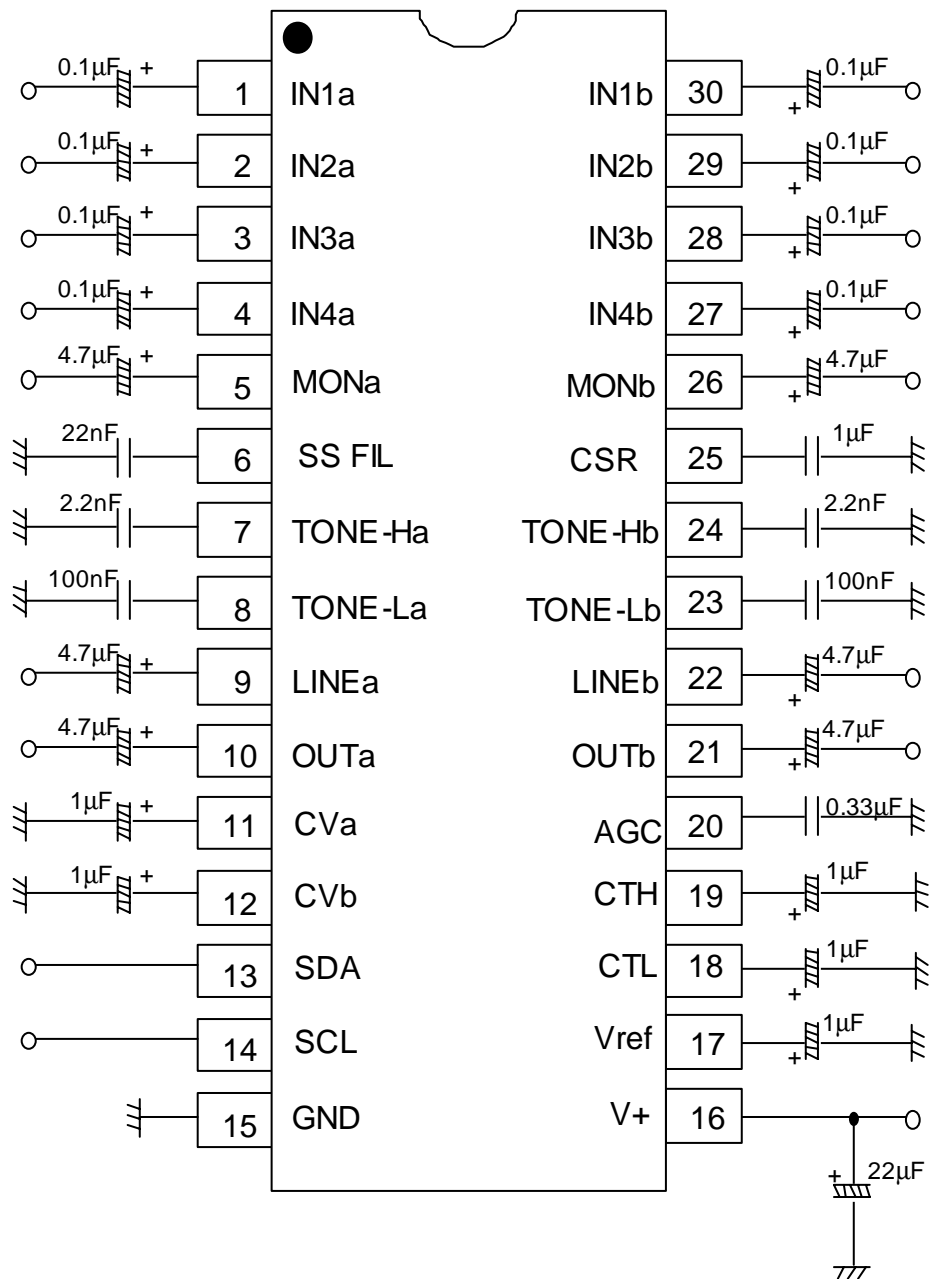 0.1µF + 1 IN1a IN1b 30 + 0.1µF
0.1µF + 2 IN2a IN2b 29 + 0.1µF
0.1µF + 3 IN3a IN3b 28 + 0.1µF
0.1µF + 4 IN4a IN4b 27 + 0.1µF
4.7µF + 5 MONa MONb 26 + 4.7µF
22nF 6 SS FIL CSR 25 1µF
2.2nF 7 TONE-Ha TONE-Hb 24 2.2nF
100nF 8 TONE-La TONE-Lb 23 100nF
4.7µF + 9 LINEa LINEb 22 + 4.7µF
4.7µF + 10 OUTa OUTb 21 + 4.7µF
1µF + 11 CVa AGC 20 0.33µF
1µF + 12 CVb CTH 19 + 1µF
13 SDA CTL 18 + 1µF
14 SCL Vref 17 + 1µF
15 GND V+ 16
+ 22µF